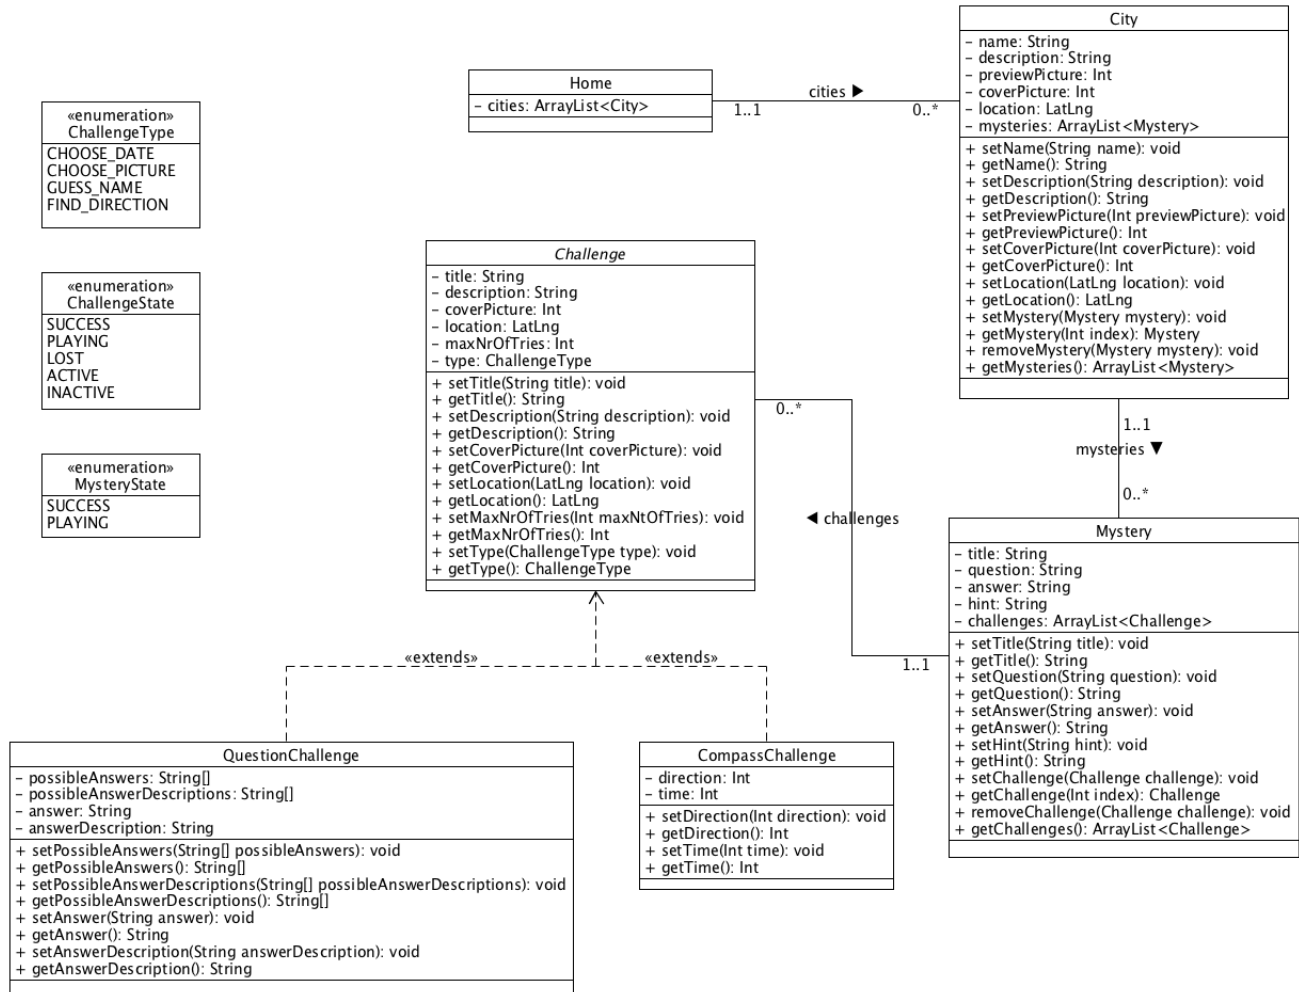 «enumeration»
ChallengeType
CHOOSE_DATE
CHOOSE_PICTURE
GUESS_NAME
FIND_DIRECTION
«enumeration»
ChallengeState
SUCCESS
PLAYING
LOST
ACTIVE
INACTIVE
«enumeration»
MysteryState
SUCCESS
PLAYING
Home
– cities: ArrayList<City>
cities ▶
1..1
0..*
City
– name: String
– description: String
– previewPicture: Int
– coverPicture: Int
– location: LatLng
– mysteries: ArrayList<Mystery>
+ setName(String name): void
+ getName(): String
+ setDescription(String description): void
+ getDescription(): String
+ setPreviewPicture(Int previewPicture): void
+ getPreviewPicture(): Int
+ setCoverPicture(Int coverPicture): void
+ getCoverPicture(): Int
+ setLocation(LatLng location): void
+ getLocation(): LatLng
+ setMystery(Mystery mystery): void
+ getMystery(Int index): Mystery
+ removeMystery(Mystery mystery): void
+ getMysteries(): ArrayList<Mystery>
1..1
mysteries ▼
0..*
Challenge
– title: String
– description: String
– coverPicture: Int
– location: LatLng
– maxNrOfTries: Int
– type: ChallengeType
+ setTitle(String title): void
+ getTitle(): String
+ setDescription(String description): void
+ getDescription(): String
+ setCoverPicture(Int coverPicture): void
+ getCoverPicture(): Int
+ setLocation(LatLng location): void
+ getLocation(): LatLng
+ setMaxNrOfTries(Int maxNtOfTries): void
+ getMaxNrOfTries(): Int
+ setType(ChallengeType type): void
+ getType(): ChallengeType
0..*
◀ challenges
1..1
Mystery
– title: String
– question: String
– answer: String
– hint: String
– challenges: ArrayList<Challenge>
+ setTitle(String title): void
+ getTitle(): String
+ setQuestion(String question): void
+ getQuestion(): String
+ setAnswer(String answer): void
+ getAnswer(): String
+ setHint(String hint): void
+ getHint(): String
+ setChallenge(Challenge challenge): void
+ getChallenge(Int index): Challenge
+ removeChallenge(Challenge challenge): void
+ getChallenges(): ArrayList<Challenge>
«extends»
«extends»
QuestionChallenge
– possibleAnswers: String[]
– possibleAnswerDescriptions: String[]
– answer: String
– answerDescription: String
+ setPossibleAnswers(String[] possibleAnswers): void
+ getPossibleAnswers(): String[]
+ setPossibleAnswerDescriptions(String[] possibleAnswerDescriptions): void
+ getPossibleAnswerDescriptions(): String[]
+ setAnswer(String answer): void
+ getAnswer(): String
+ setAnswerDescription(String answerDescription): void
+ getAnswerDescription(): String
CompassChallenge
– direction: Int
– time: Int
+ setDirection(Int direction): void
+ getDirection(): Int
+ setTime(Int time): void
+ getTime(): Int